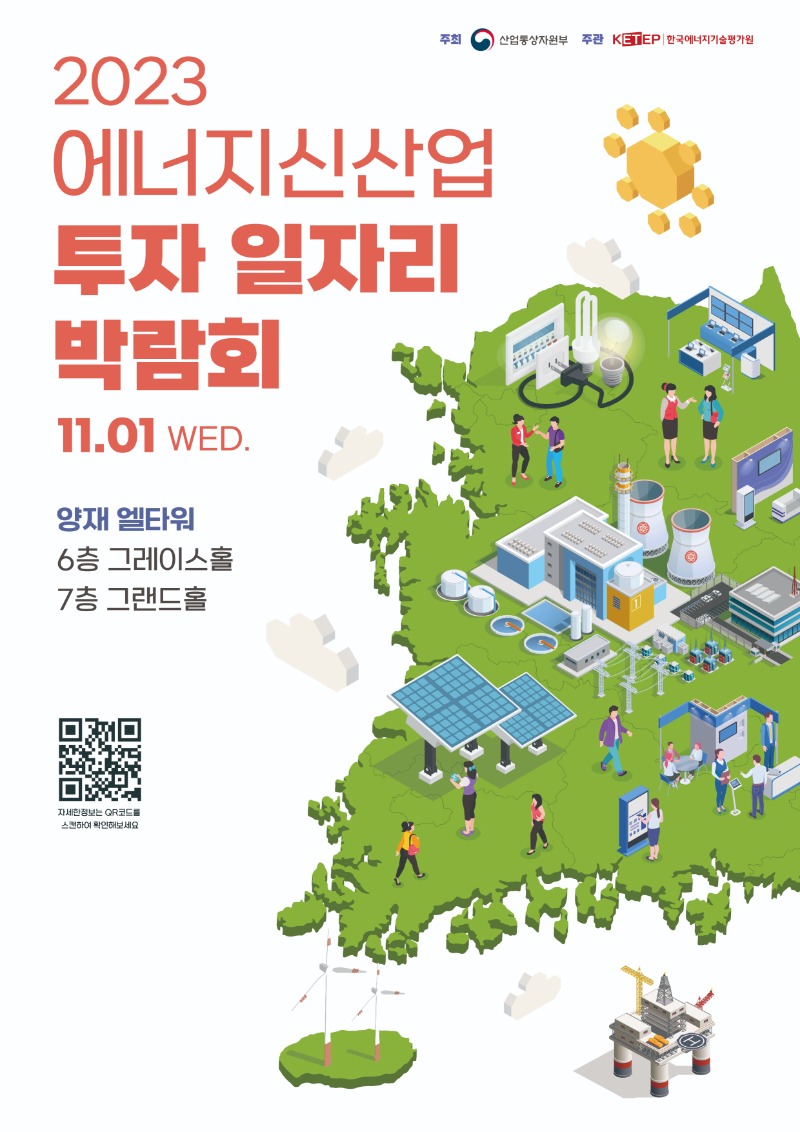 주최 산업통상자원부 주관 KETEP 한국에너지기술평가원
2023
에너지신산업
투자 일자리
박람회
11.01 WED.
양재 엘타워
6층 그레이스홀
7층 그랜드홀
자세한정보는 QR코드를
스캔하여 확인해보세요
1
H